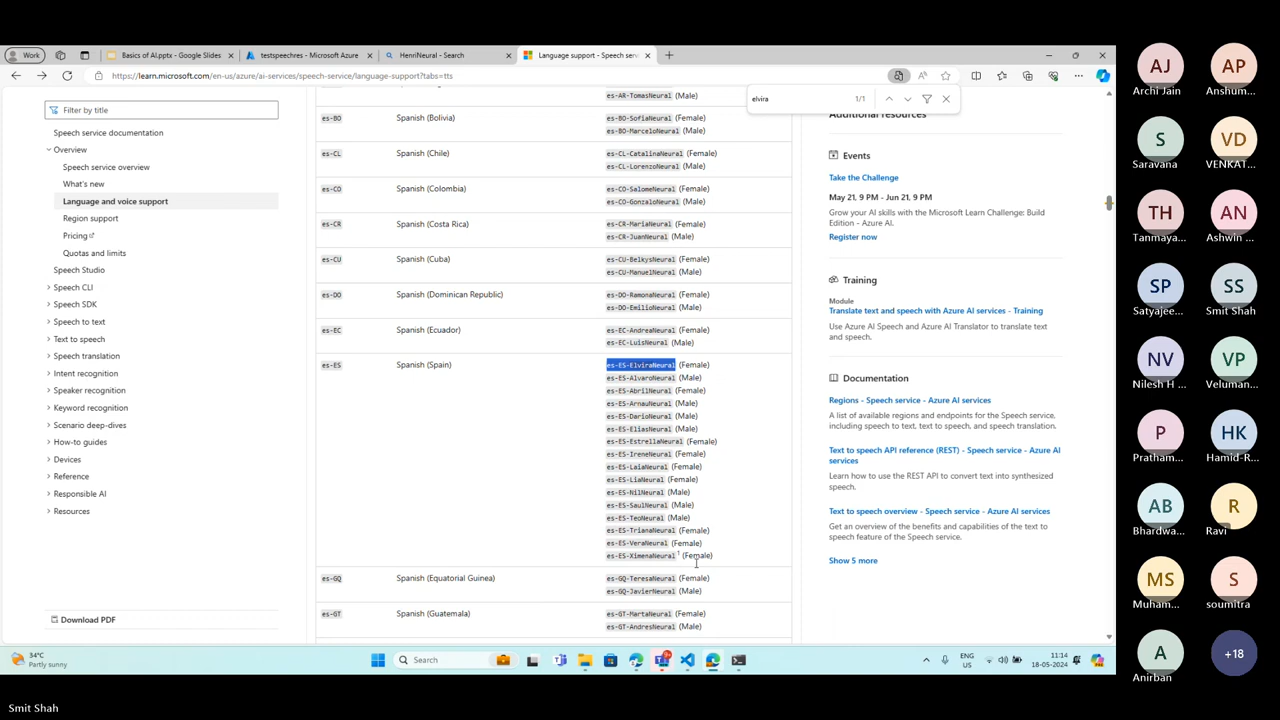 Work
Basics of AI.pptx - Google Slides
testspeechres - Microsoft Azure
HenriNeural - Search
Language support - Speech serv
https://learn.microsoft.com/en-us/azure/ai-services/speech-service/language-support?tabs=tts
elvira
1/1
Filter by title
Speech service documentation
Overview
Speech service overview
What's new
Language and voice support
Region support
Pricing
Quotas and limits
Speech Studio
Speech CLI
Speech SDK
Speech to text
Text to speech
Speech translation
Intent recognition
Speaker recognition
Keyword recognition
Scenario deep-dives
How-to guides
Devices
Reference
Responsible AI
Resources
Download PDF
es-AR-TomasNeural (Male)
es-BO Spanish (Bolivia) es-BO-SofiaNeural (Female)
es-BO-MarceloNeural (Male)
es-CL Spanish (Chile) es-CL-CatalinaNeural (Female)
es-CL-LorenzoNeural (Male)
es-CO Spanish (Colombia) es-CO-SalomeNeural (Female)
es-CO-GonzaloNeural (Male)
es-CR Spanish (Costa Rica) es-CR-MariaNeural (Female)
es-CR-JuanNeural (Male)
es-CU Spanish (Cuba) es-CU-BelkysNeural (Female)
es-CU-ManuelNeural (Male)
es-DO Spanish (Dominican Republic) es-DO-RamonaNeural (Female)
es-DO-EmilioNeural (Male)
es-EC Spanish (Ecuador) es-EC-AndreaNeural (Female)
es-EC-LuisNeural (Male)
es-ES Spanish (Spain) es-ES-ElviraNeural (Female)
es-ES-AlvaroNeural (Male)
es-ES-AbrilNeural (Female)
es-ES-ArnauNeural (Male)
es-ES-DarioNeural (Male)
es-ES-EliasNeural (Male)
es-ES-EstrellaNeural (Female)
es-ES-IreneNeural (Female)
es-ES-LaiaNeural (Female)
es-ES-LiaNeural (Female)
es-ES-NilNeural (Male)
es-ES-SaulNeural (Male)
es-ES-TeoNeural (Male)
es-ES-TrianaNeural (Female)
es-ES-VeraNeural (Female)
es-ES-XimenaNeural 1 (Female)
es-GQ Spanish (Equatorial Guinea) es-GQ-TeresaNeural (Female)
es-GQ-JavierNeural (Male)
es-GT Spanish (Guatemala) es-GT-MartaNeural (Female)
es-GT-AndresNeural (Male)
Additional resources
Events
Take the Challenge
May 21, 9 PM - Jun 21, 9 PM
Grow your AI skills with the Microsoft Learn Challenge: Build
Edition - Azure AI.
Register now
Training
Module
Translate text and speech with Azure AI services - Training
Use Azure AI Speech and Azure AI Translator to translate text
and speech.
Documentation
Regions - Speech service - Azure AI services
A list of available regions and endpoints for the Speech service,
including speech to text, text to speech, and speech translation.
Text to speech API reference (REST) - Speech service - Azure AI
services
Learn how to use the REST API to convert text into synthesized
speech.
Text to speech overview - Speech service - Azure AI services
Get an overview of the benefits and capabilities of the text to
speech feature of the Speech service.
Show 5 more
34°C
Partly sunny
Search
ENG
US
11:14
18-05-2024
AJ
Archi Jain
AP
Anshum...
S
Saravana
VD
VENKAT...
TH
Tanmaya...
AN
Ashwin ...
SP
Satyajee...
SS
Smit Shah
NV
Nilesh H ...
VP
Veluman...
P
Pratham...
HK
Hamid-R...
AB
Bhardwa...
R
Ravi
MS
Muham...
S
soumitra
A
Anirban
+18
Smit Shah